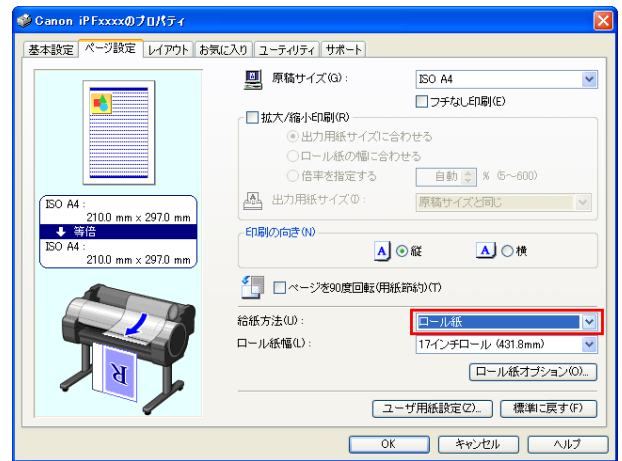 Canon iPFxxxxのプロパティ
基本設定 ページ設定 レイアウト お気に入り ユーティリティ サポート
原稿サイズ(G): ISO A4
フチなし印刷(E)
拡大/縮小印刷(R)
出力用紙サイズに合わせる
ロール紙の幅に合わせる
倍率を指定する 自動 % (5~600)
出力用紙サイズ(I): 原稿サイズと同じ
ISO A4 :
210.0 mm x 297.0 mm
等倍
ISO A4 :
210.0 mm x 297.0 mm
印刷の向き(N)
A 縦 A 横
ページを90度回転(用紙節約)(T)
給紙方法(U): ロール紙
ロール紙幅(L): 17インチロール (431.8mm)
ロール紙オプション(O)...
R
ユーザ用紙設定(Z)... 標準に戻す(F)
OK キャンセル ヘルプ